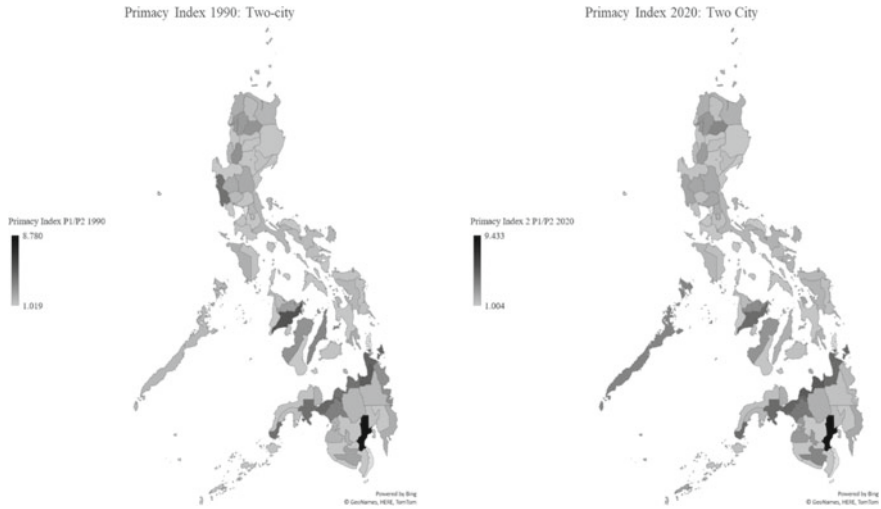 Primacy Index 1990: Two-city
Primary Index P1/P2 1990
8.780
1.019
Powered by Bing
© GeoNames, HERE, TomTom
Primacy Index 2020: Two City
Primary Index 2 P1/P2 2020
9.433
1.004
Powered by Bing
© GeoNames, HERE, TomTom